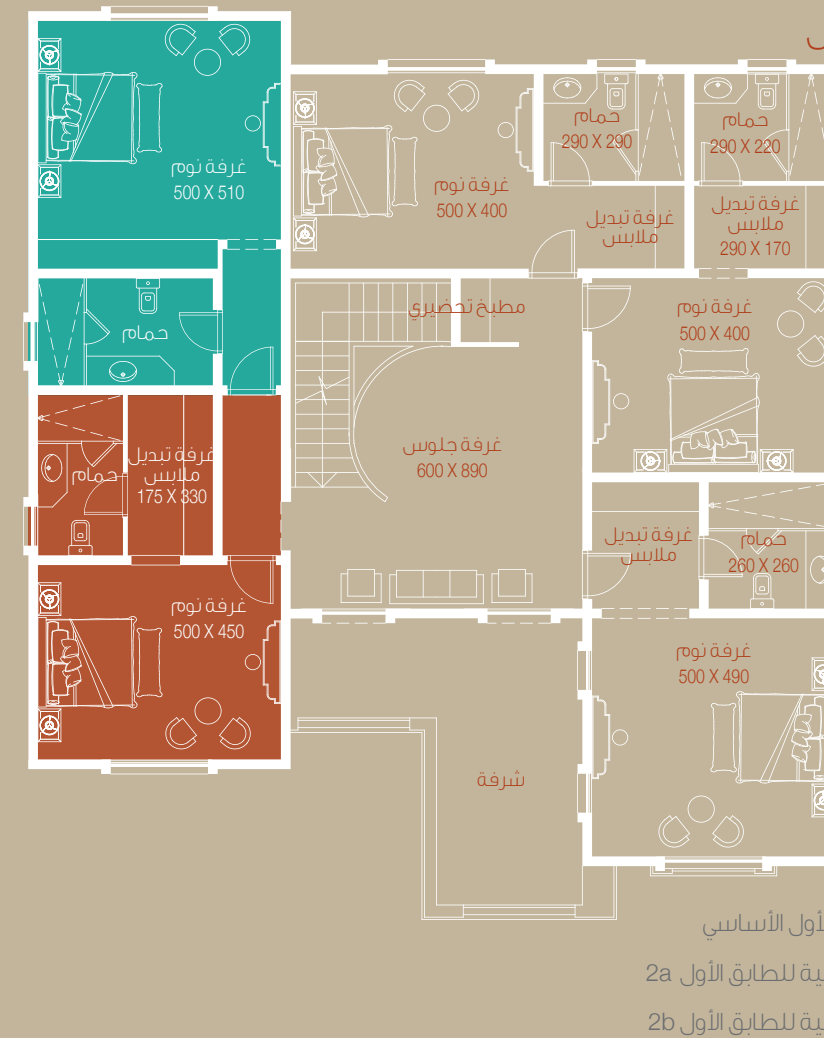 غرفة نوم
500 X 510
غرفة نوم
500 X 400
حمام
290 X 290
حمام
290 X 220
غرفة تبديل
ملابس
غرفة تبديل
ملابس
290 X 170
حمام
مطبخ تحضيري
غرفة نوم
500 X 400
غرفة جلوس
600 X 890
حمام
غرفة تبديل
ملابس
175 X 330
غرفة تبديل
ملابس
حمام
260 X 260
غرفة نوم
500 X 450
غرفة نوم
500 X 490
شرفة
الأساسي
للطابق الأول 2a
للطابق الأول 2b